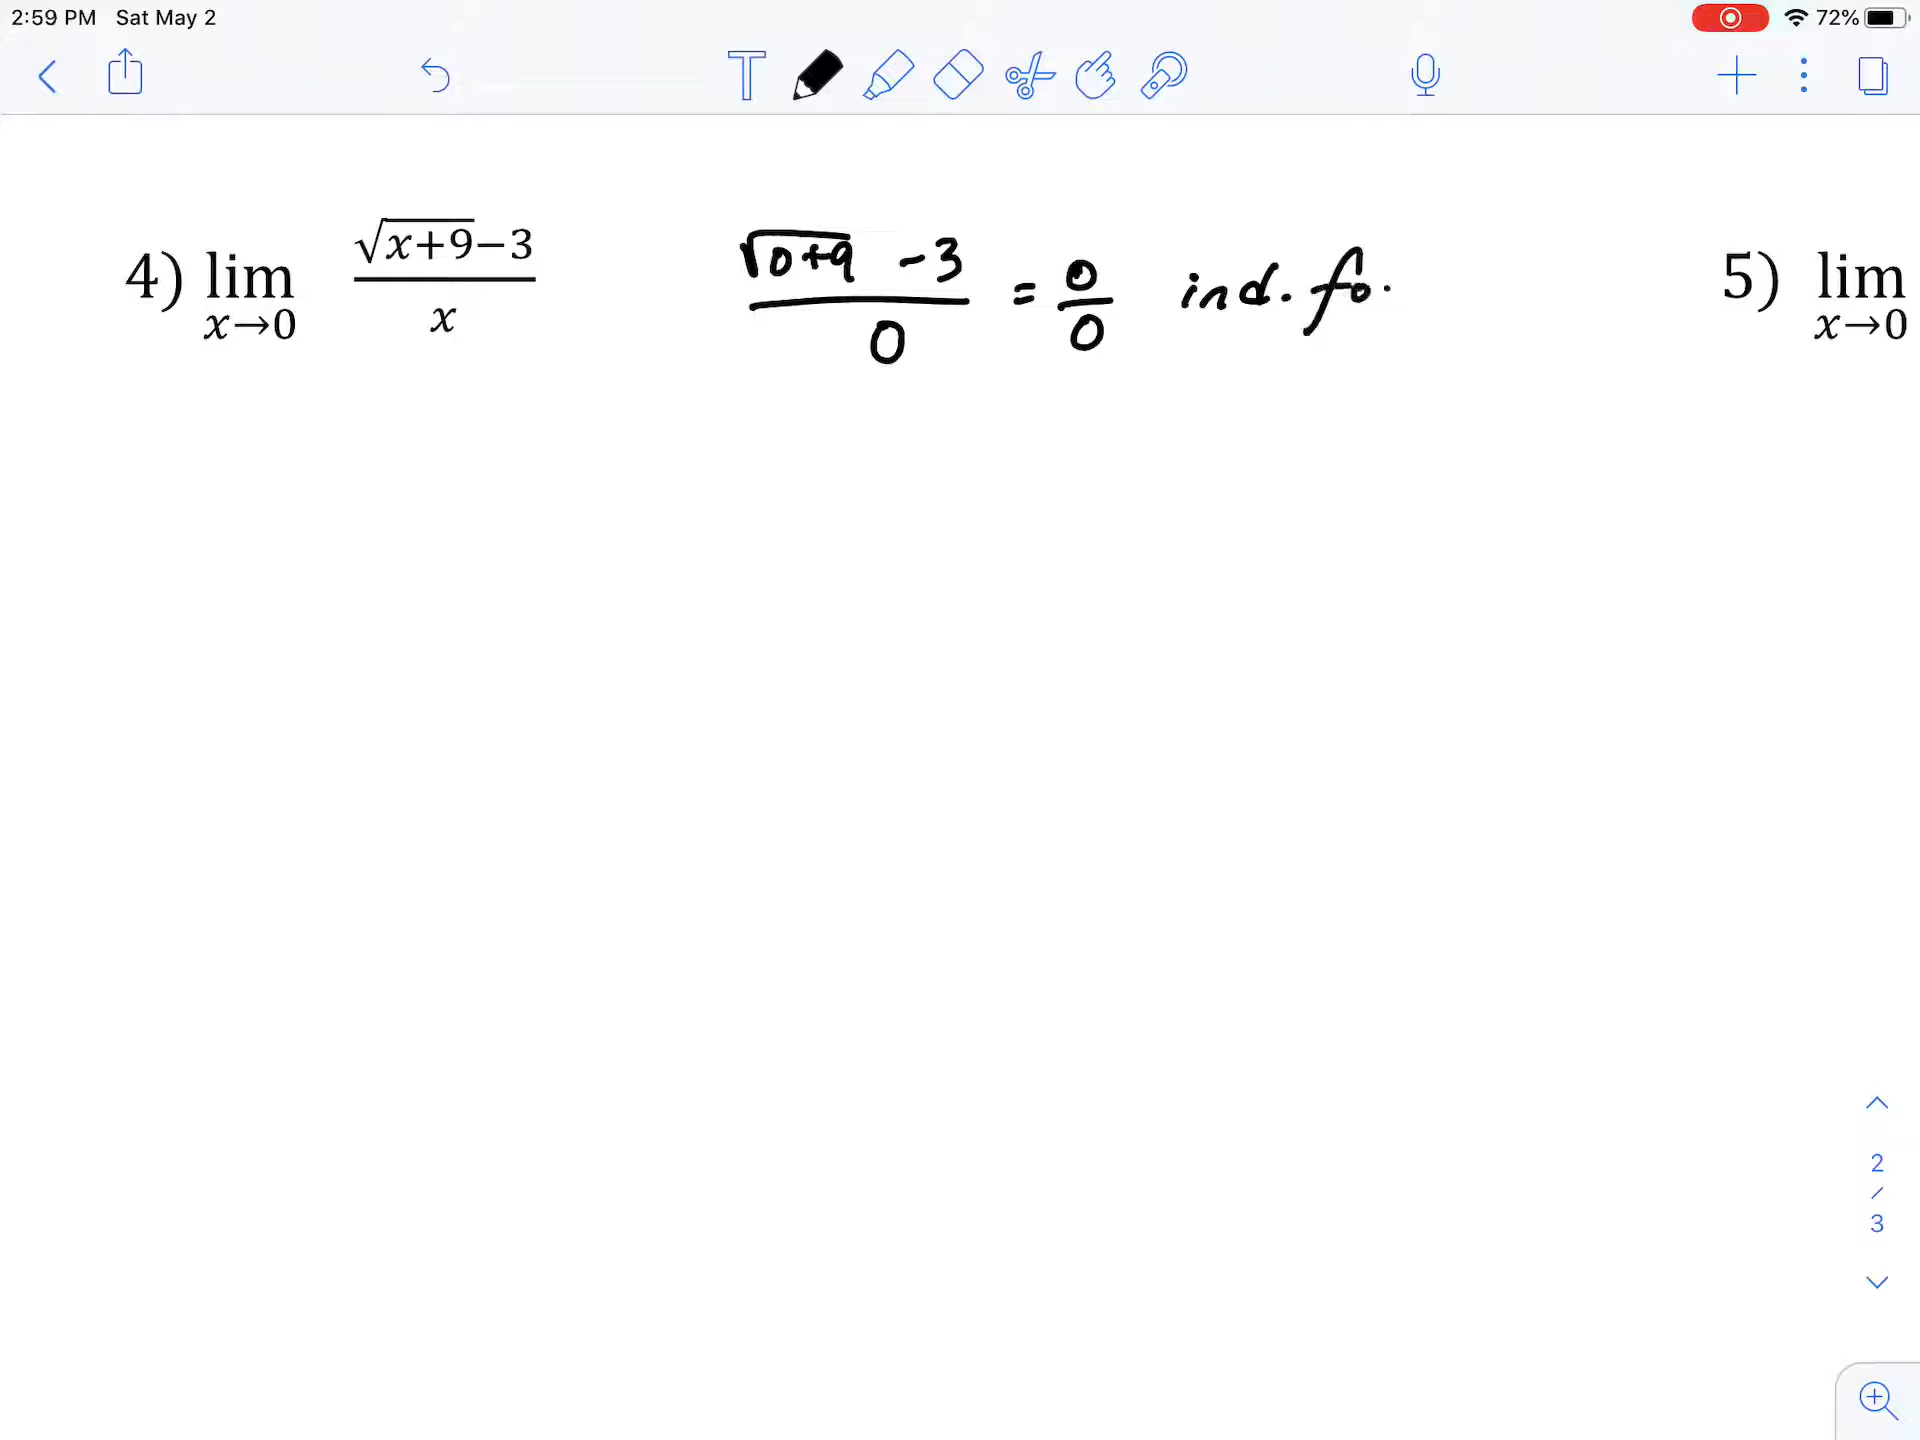 2:59 PM Sat May 2
72%
T
4) lim x→0 √x+9−3 / x
√0+9 -3 / 0 = 0/0 ind. fo.
5) lim x→0
2
/
3